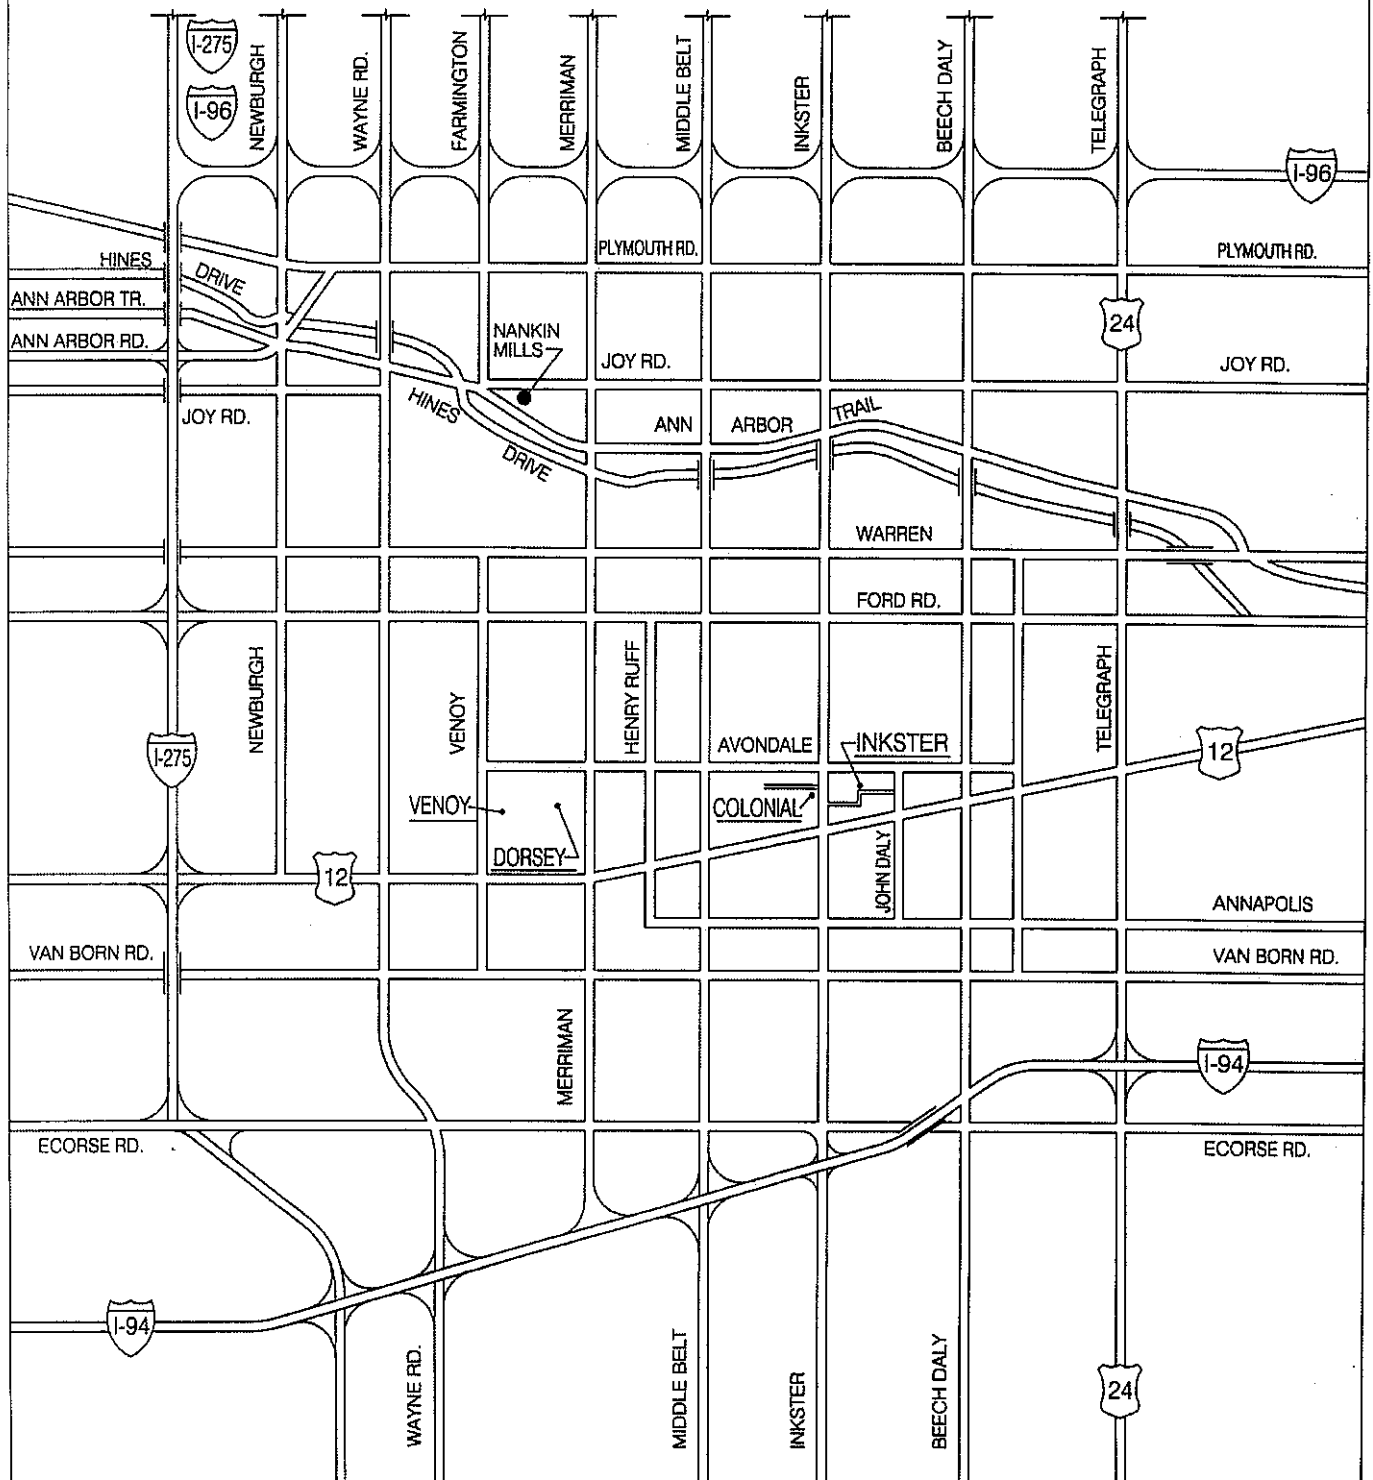 I-275
I-96
NEWBURGH
WAYNE RD.
FARMINGTON
MERRIMAN
MIDDLE BELT
INKSTER
BEECH DALY
TELEGRAPH
I-96
PLYMOUTH RD.
PLYMOUTH RD.
HINES
DRIVE
ANN ARBOR TR.
ANN ARBOR RD.
24
NANKIN
MILLS
JOY RD.
JOY RD.
JOY RD.
HINES
DRIVE
ANN
ARBOR
TRAIL
WARREN
FORD RD.
NEWBURGH
VENOY
HENRY RUFF
TELEGRAPH
I-275
AVONDALE
INKSTER
12
VENOY
COLONIAL
DORSEY
12
JOHN DALY
ANNAPOLIS
VAN BORN RD.
VAN BORN RD.
MERRIMAN
I-94
ECORSE RD.
ECORSE RD.
I-94
WAYNE RD.
MIDDLE BELT
INKSTER
BEECH DALY
24